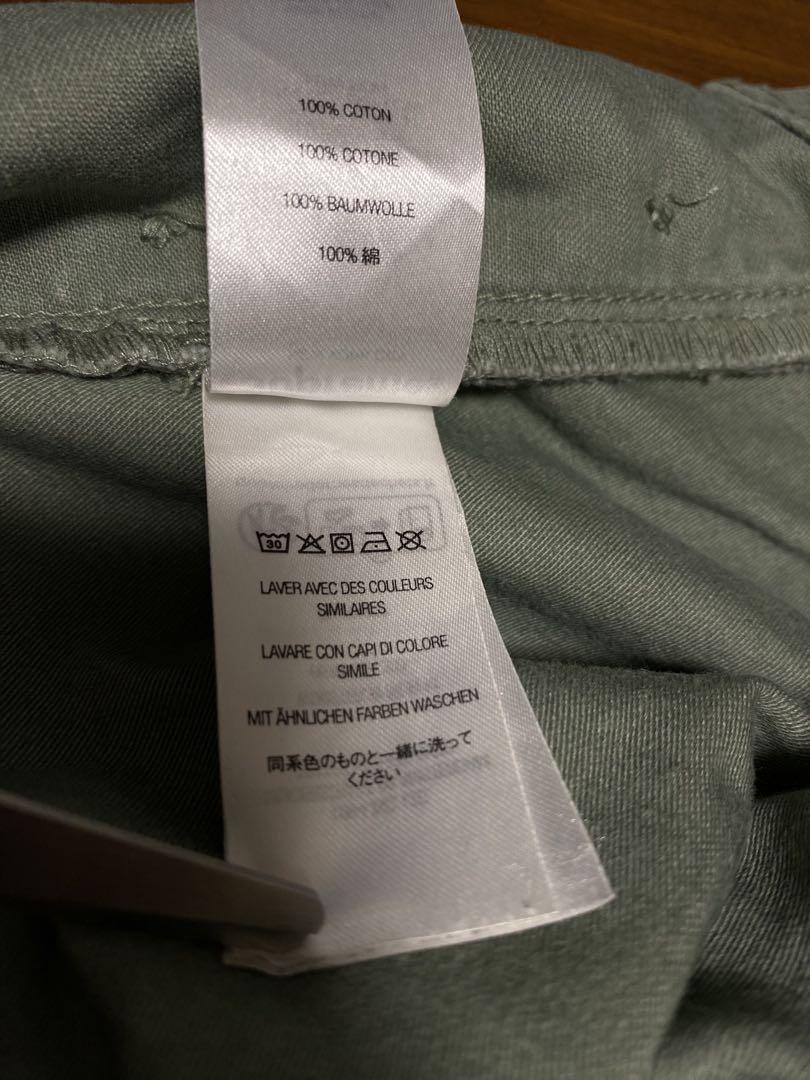 100% COTON
100% COTONE
100% BAUMWOLLE
100% 綿
30
LAVER AVEC DES COULEURS
SIMILAIRES
LAVARE CON CAPI DI COLORE
SIMILE
MIT ÄHNLICHEN FARBEN WASCHEN
同系色のものと一緒に洗って
ください